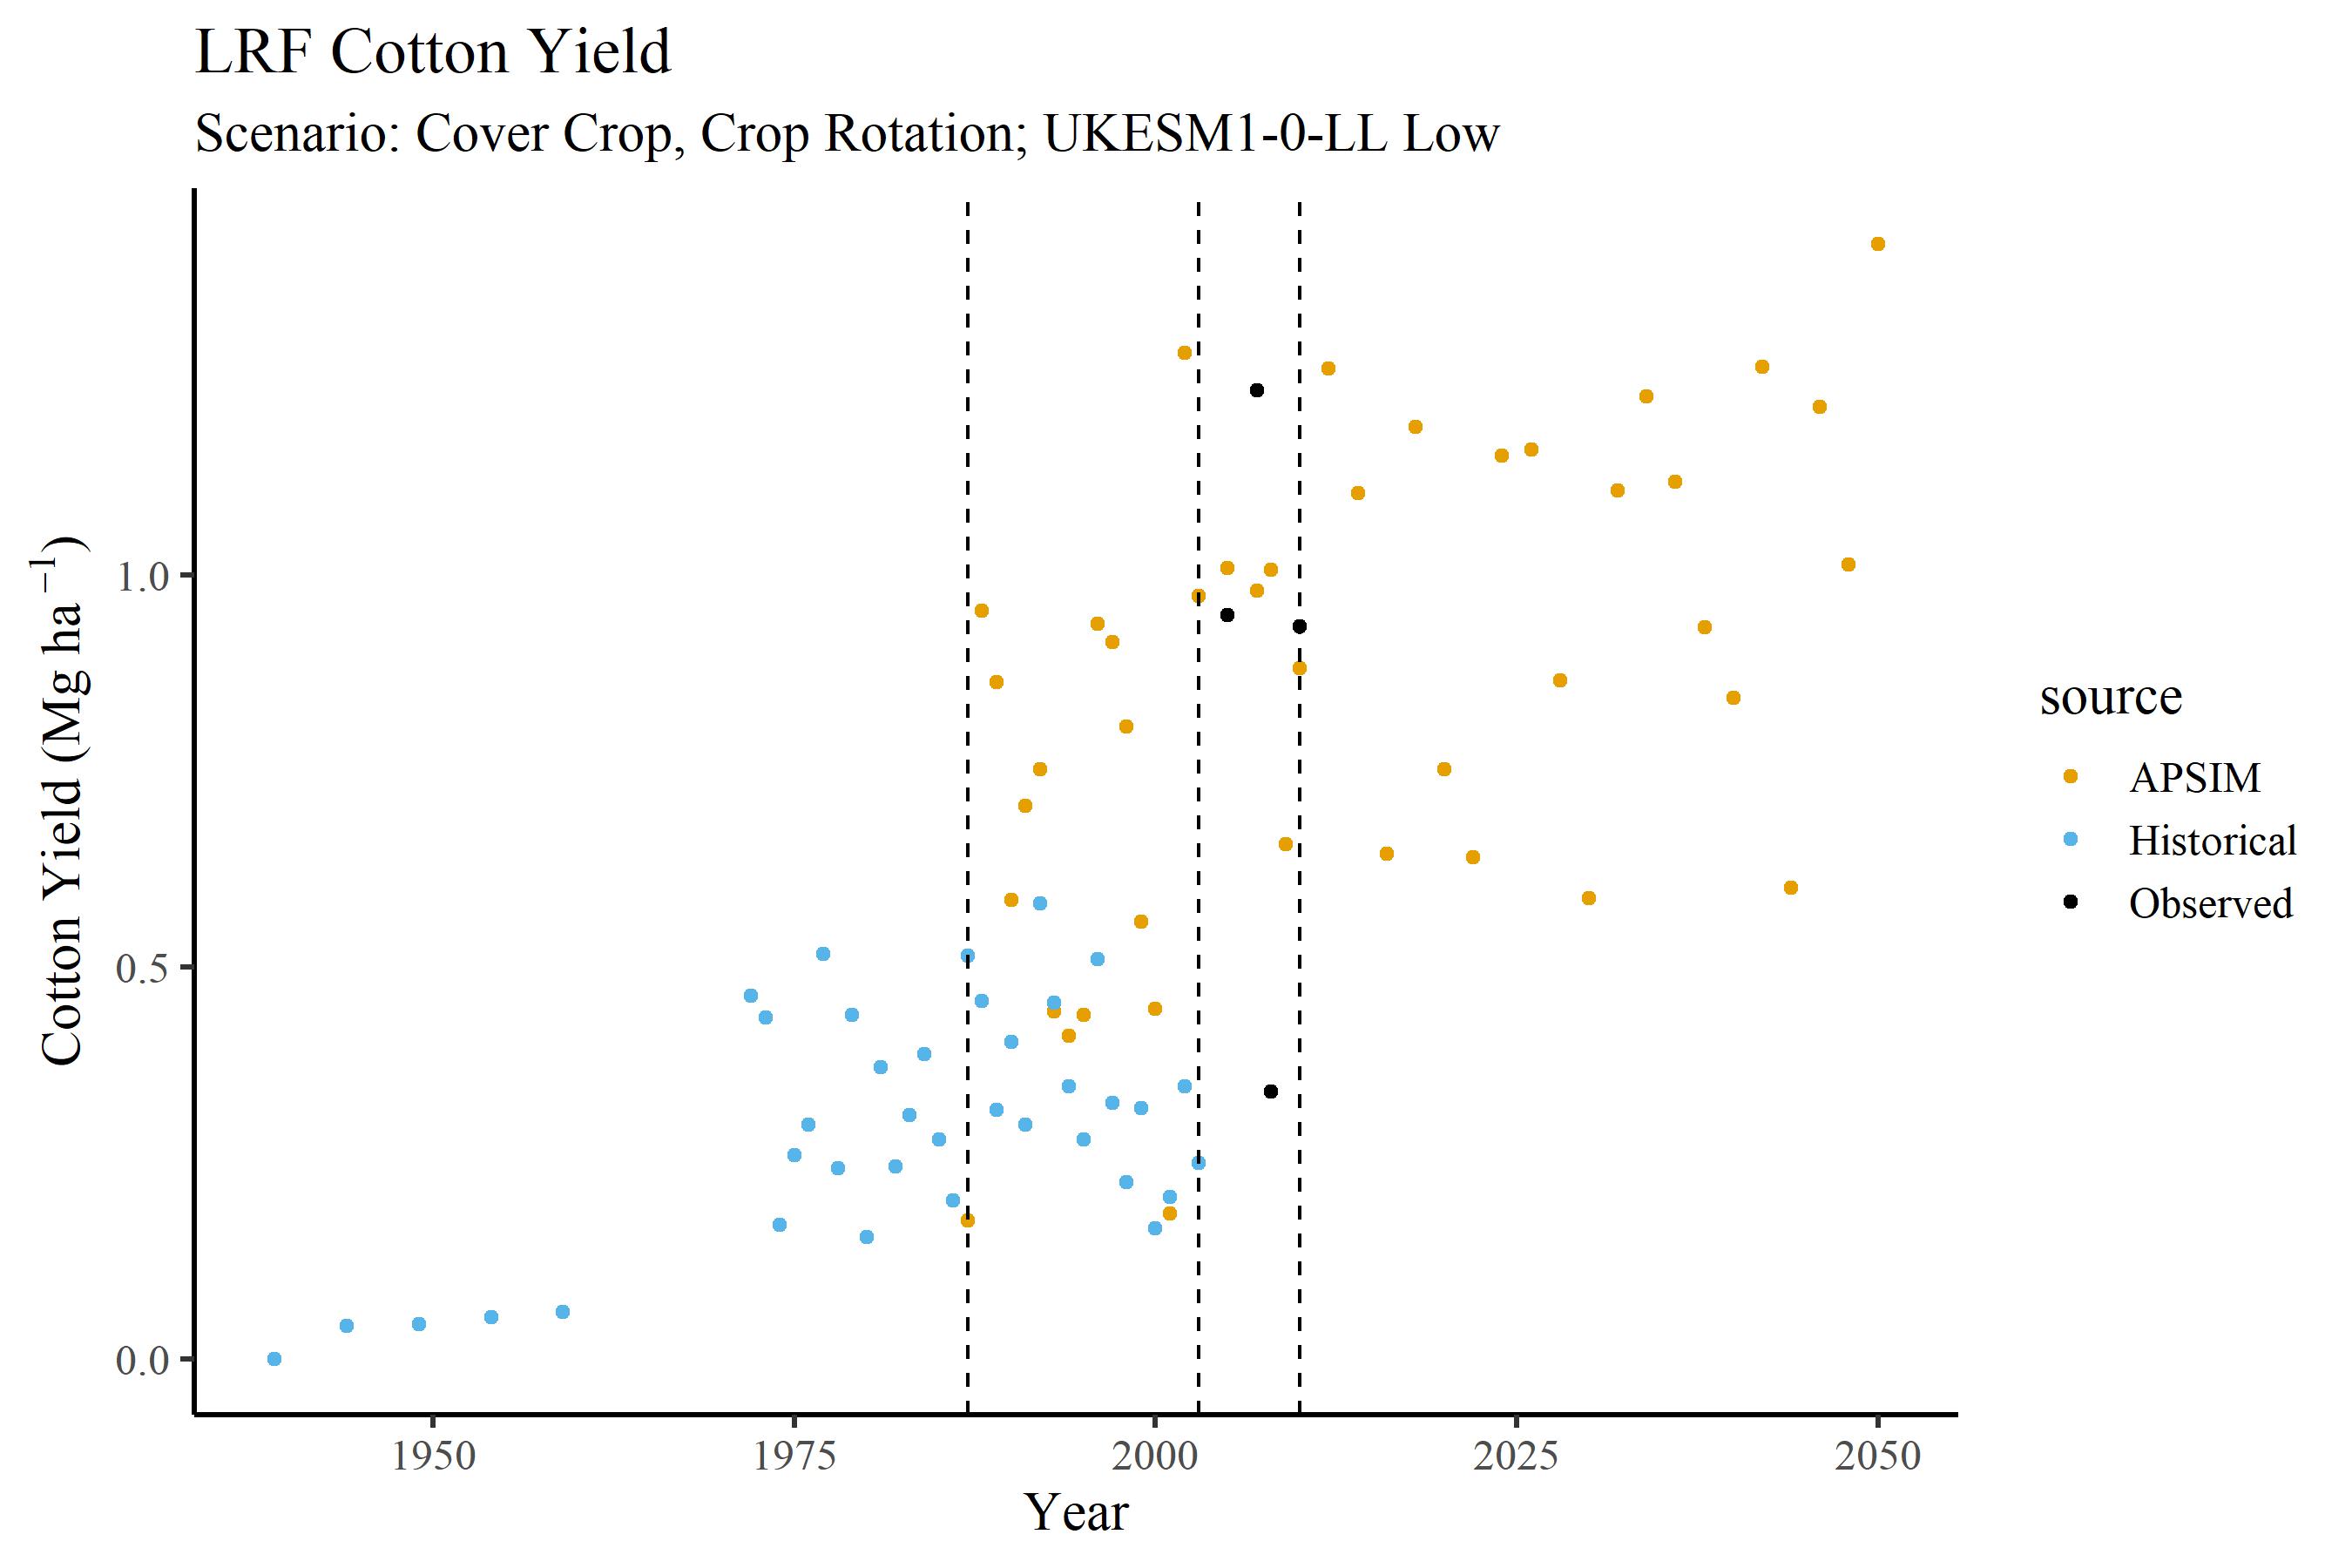 LRF Cotton Yield
Scenario: Cover Crop, Crop Rotation; UKESM1-0-LL Low
Cotton Yield (Mg ha⁻¹)
1.0
0.5
0.0
1950 1975 2000 2025 2050
Year
source
APSIM
Historical
Observed